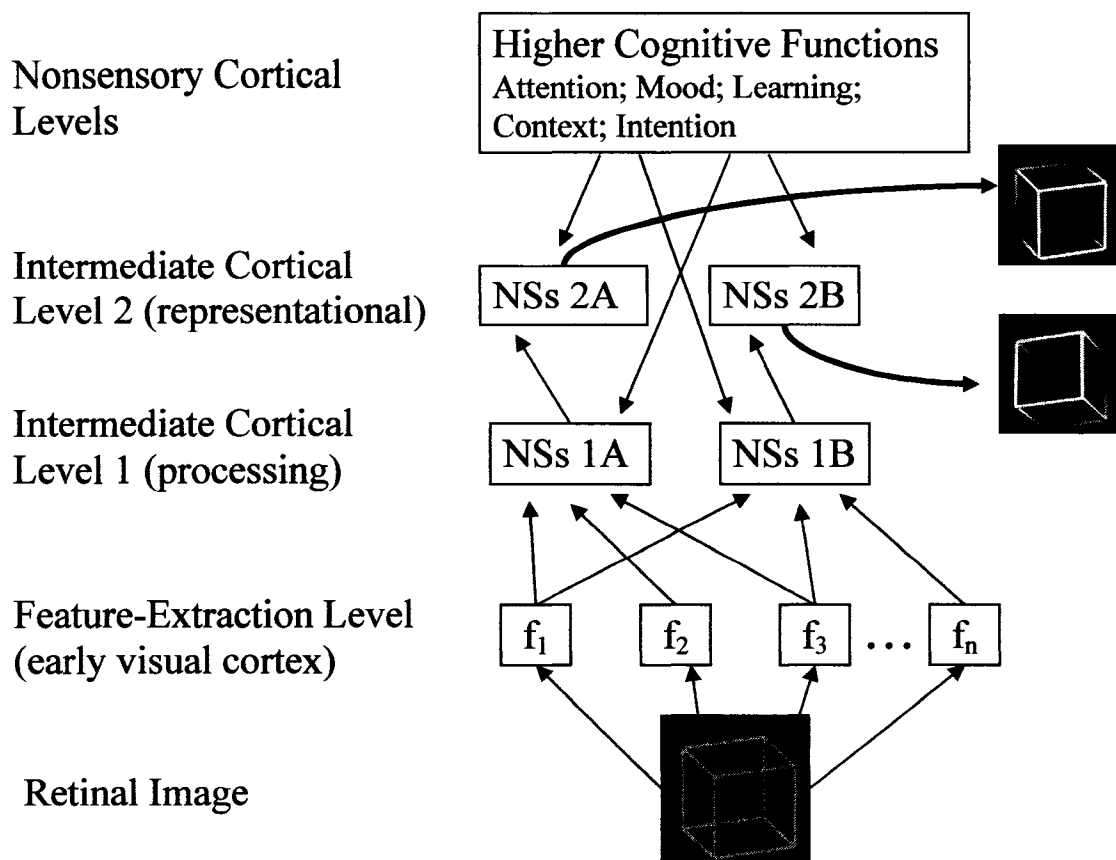 Nonsensory Cortical
Levels
Higher Cognitive Functions
Attention; Mood; Learning;
Context; Intention
Intermediate Cortical
Level 2 (representational)
NSs 2A
NSs 2B
Intermediate Cortical
Level 1 (processing)
NSs 1A
NSs 1B
Feature-Extraction Level
(early visual cortex)
f₁
f₂
f₃
...
fₙ
Retinal Image